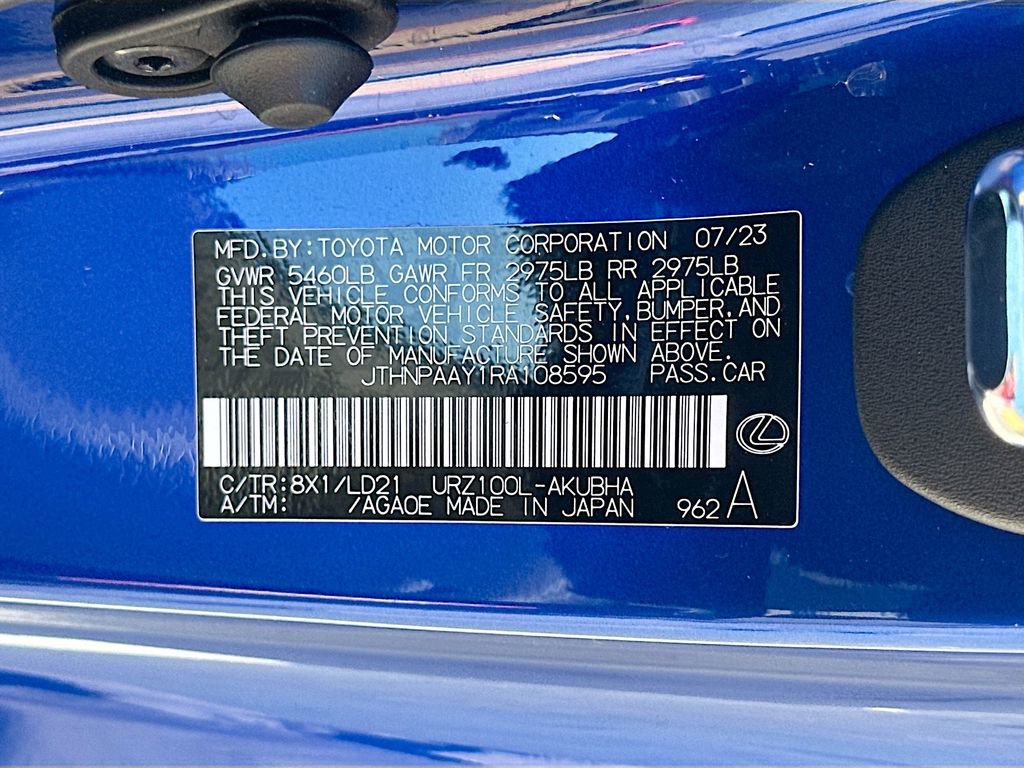 MFD. BY: TOYOTA MOTOR CORPORATION 07/23
GVWR 5460LB GAWR FR 2975LB RR 2975LB
THIS VEHICLE CONFORMS TO ALL APPLICABLE
FEDERAL MOTOR VEHICLE SAFETY, BUMPER, AND
THEFT PREVENTION STANDARDS IN EFFECT ON
THE DATE OF MANUFACTURE SHOWN ABOVE.
JTHNPAAY1RA108595 PASS. CAR
C/TR: 8X1/LD21 URZ100L-AKUBHA
A/TM: /AGA0E MADE IN JAPAN 962 A